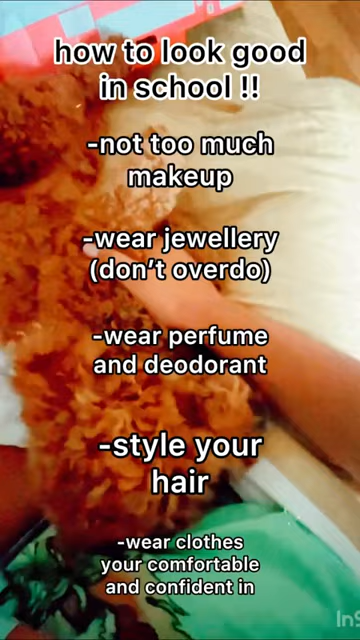 how to look good
in school !!
-not too much
makeup
-wear jewellery
(don't overdo)
-wear perfume
and deodorant
-style your
hair
-wear clothes
your comfortable
and confident in